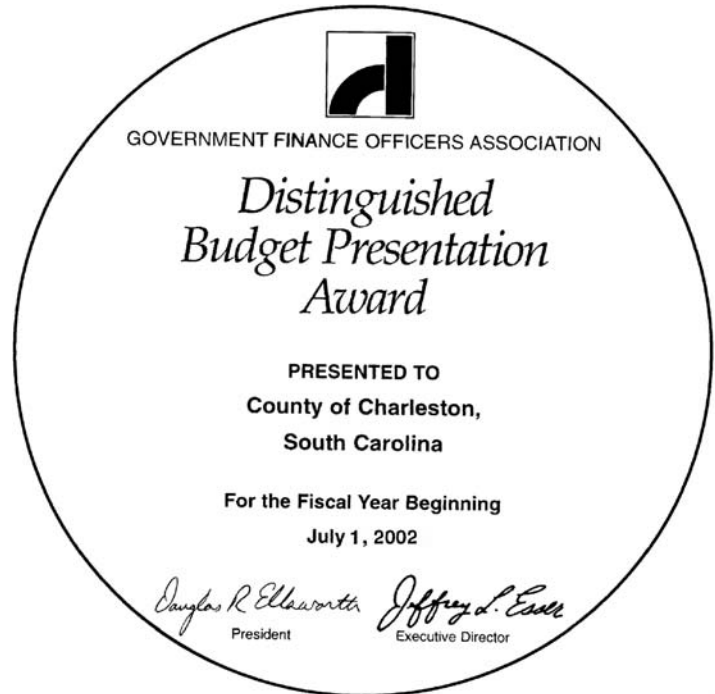 GOVERNMENT FINANCE OFFICERS ASSOCIATION
Distinguished
Budget Presentation
Award
PRESENTED TO
County of Charleston,
South Carolina
For the Fiscal Year Beginning
July 1, 2002
Douglas R Ellsworth Jeffrey L. Esser
President Executive Director